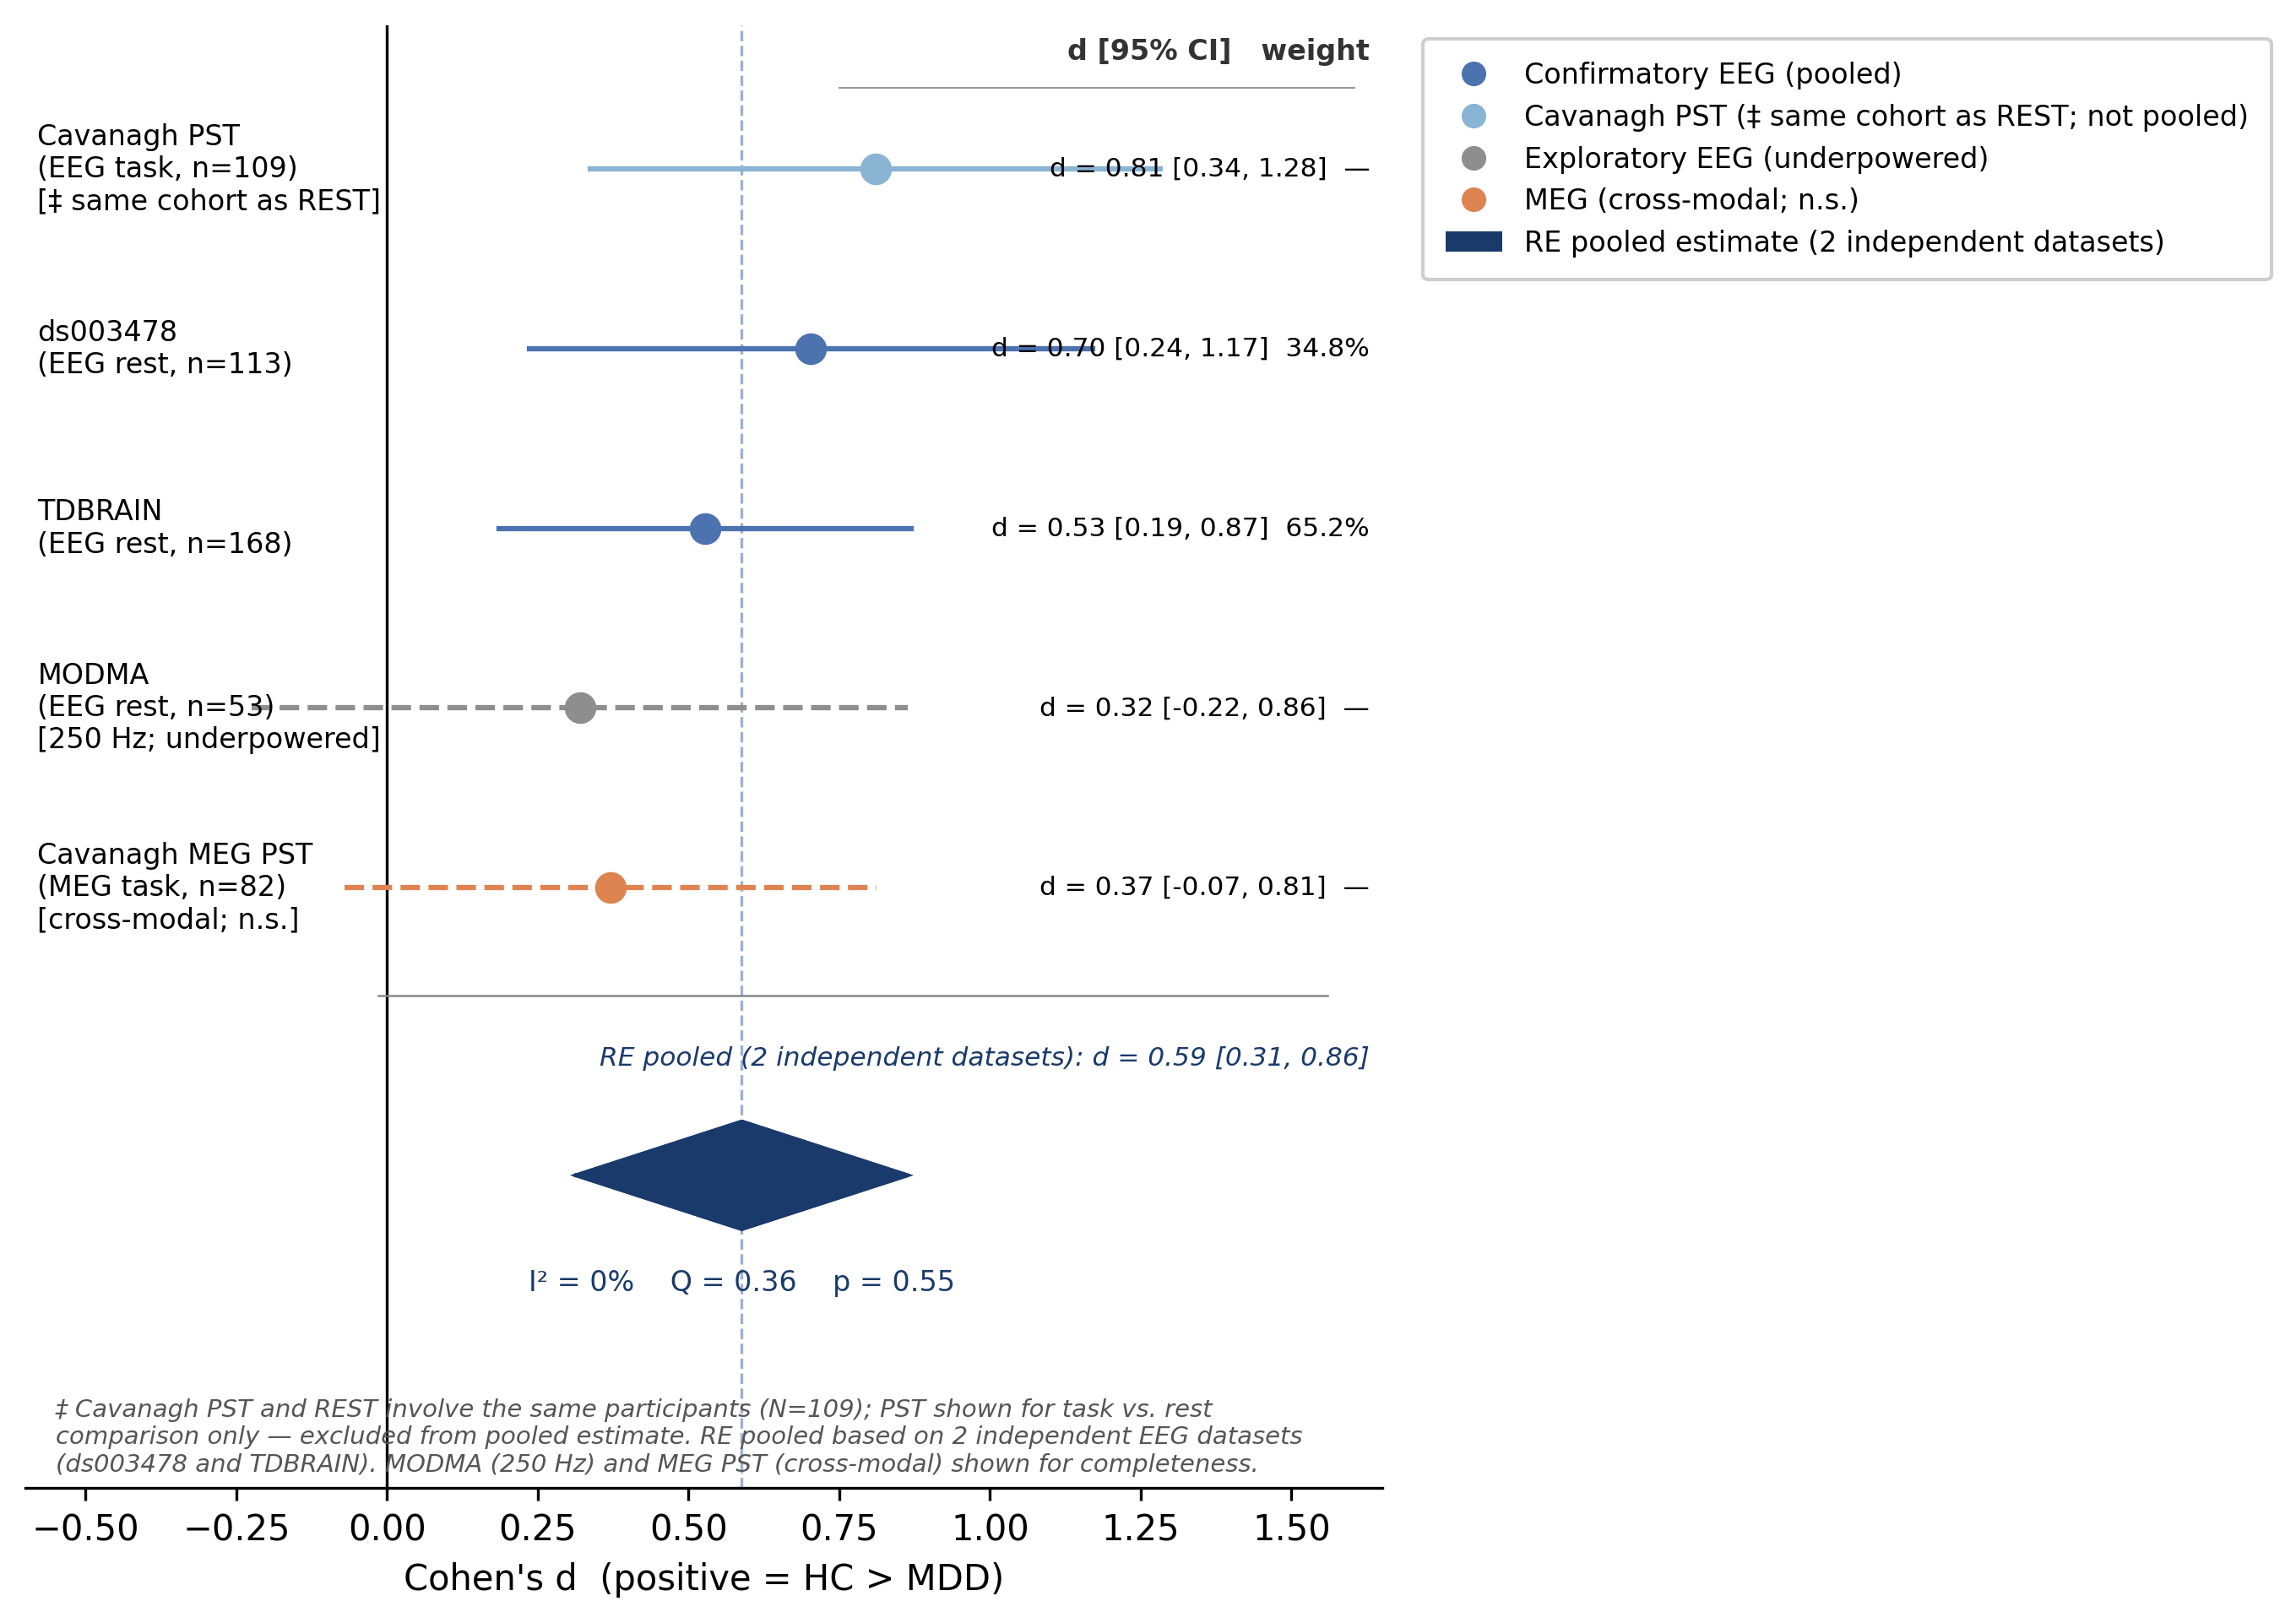 d [95% CI]   weight
Cavanagh PST
(EEG task, n=109)
[‡ same cohort as REST]
d = 0.81 [0.34, 1.28]  —
ds003478
(EEG rest, n=113)
d = 0.70 [0.24, 1.17]  34.8%
TDBRAIN
(EEG rest, n=168)
d = 0.53 [0.19, 0.87]  65.2%
MODMA
(EEG rest, n=53)
[250 Hz; underpowered]
d = 0.32 [-0.22, 0.86]  —
Cavanagh MEG PST
(MEG task, n=82)
[cross-modal; n.s.]
d = 0.37 [-0.07, 0.81]  —
RE pooled (2 independent datasets): d = 0.59 [0.31, 0.86]
I² = 0%    Q = 0.36    p = 0.55
‡ Cavanagh PST and REST involve the same participants (N=109); PST shown for task vs. rest
comparison only — excluded from pooled estimate. RE pooled based on 2 independent EEG datasets
(ds003478 and TDBRAIN). MODMA (250 Hz) and MEG PST (cross-modal) shown for completeness.
−0.50 −0.25 0.00 0.25 0.50 0.75 1.00 1.25 1.50
Cohen's d  (positive = HC > MDD)
Confirmatory EEG (pooled)
Cavanagh PST (‡ same cohort as REST; not pooled)
Exploratory EEG (underpowered)
MEG (cross-modal; n.s.)
RE pooled estimate (2 independent datasets)